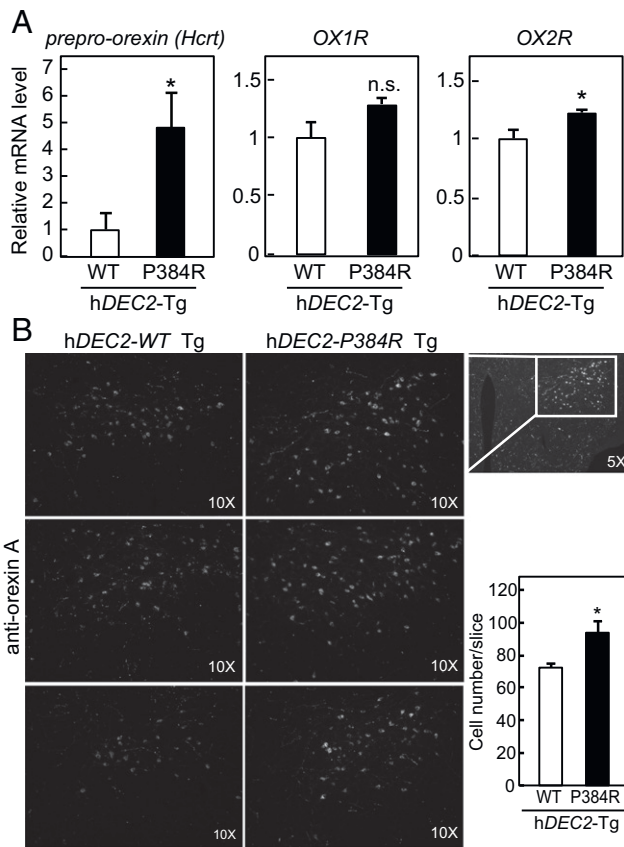 A
prepro-orexin (Hcrt)
OX1R
OX2R
Relative mRNA level
7
6
5
4
3
2
1
0
*
WT P384R
hDEC2-Tg
1.5
1
0.5
0
n.s.
WT P384R
hDEC2-Tg
1.5
1
0.5
0
*
WT P384R
hDEC2-Tg
B
hDEC2-WT Tg
hDEC2-P384R Tg
anti-orexin A
10X
10X
5X
10X
10X
10X
10X
Cell number/slice
120
100
80
60
40
20
0
*
WT P384R
hDEC2-Tg